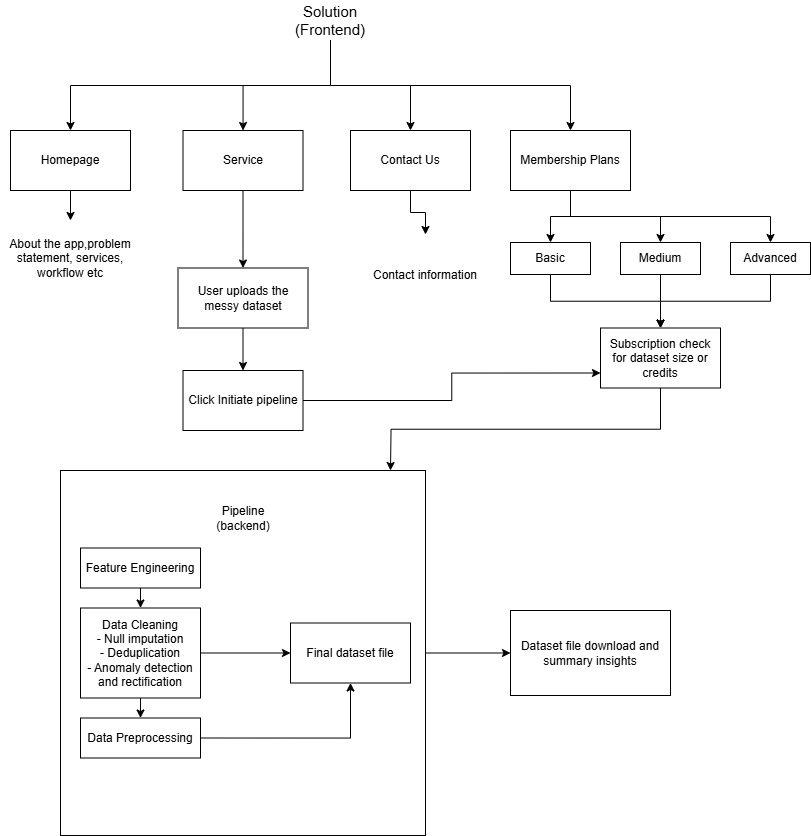 Solution
(Frontend)
Homepage
Service
Contact Us
Membership Plans
About the app,problem
statement, services,
workflow etc
Contact information
Basic
Medium
Advanced
User uploads the
messy dataset
Subscription check
for dataset size or
credits
Click Initiate pipeline
Pipeline
(backend)
Feature Engineering
Data Cleaning
- Null imputation
- Deduplication
- Anomaly detection
and rectification
Final dataset file
Dataset file download and
summary insights
Data Preprocessing